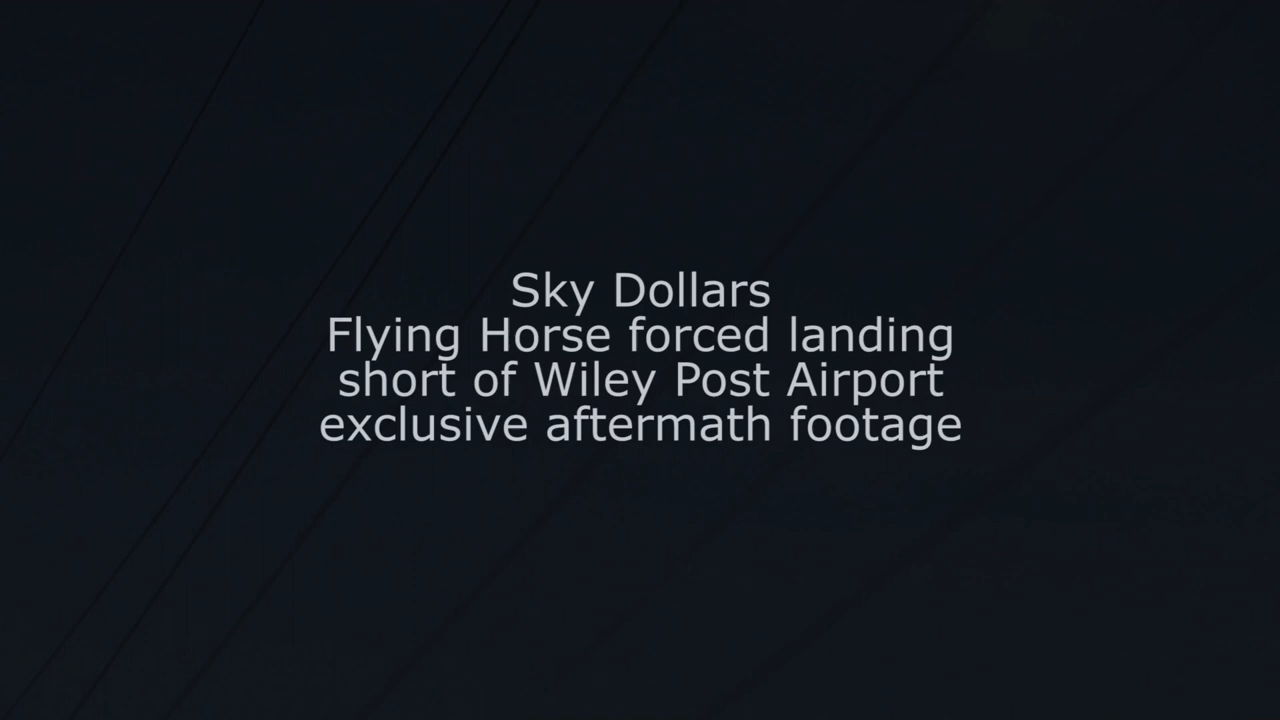 Sky Dollars
Flying Horse forced landing
short of Wiley Post Airport
exclusive aftermath footage